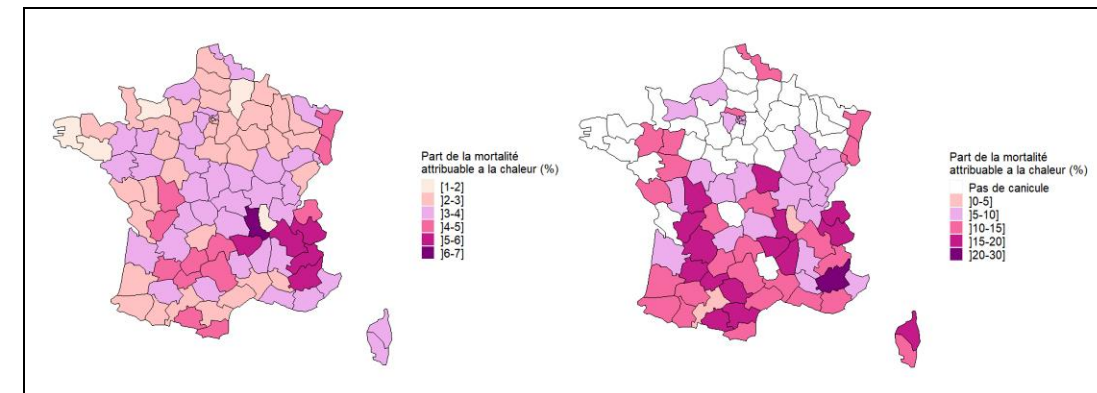 Part de la mortalité
attribuable a la chaleur (%)
[1-2]
]2-3]
]3-4]
]4-5]
]5-6]
]6-7]
Part de la mortalité
attribuable a la chaleur (%)
Pas de canicule
]0-5]
]5-10]
]10-15]
]15-20]
]20-30]